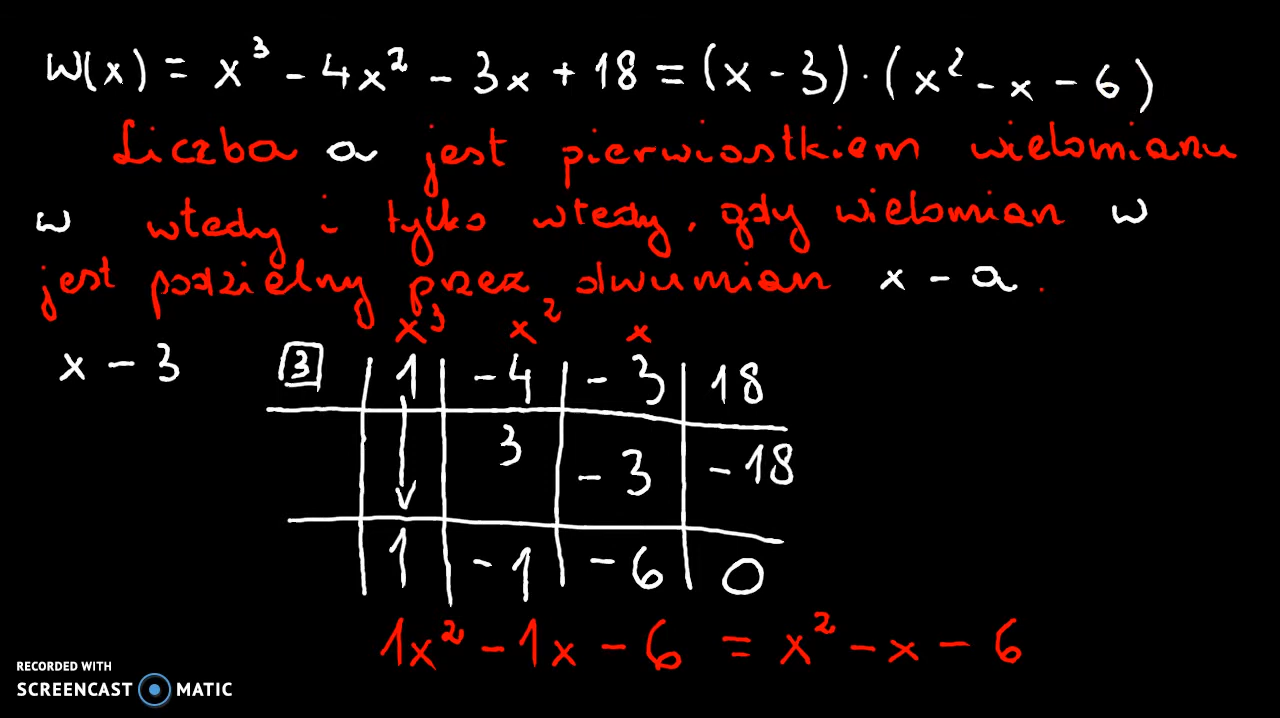 W(x) = x³ - 4x² - 3x + 18 = (x - 3) · (x² - x - 6)
Liczba a jest pierwiastkiem wielomianu
w wtedy i tylko wtedy, gdy wielomian w
jest podzielny przez dwumian x - a.
x³ x² x
x - 3 3 1 -4 -3 18
3 -3 -18
1 -1 -6 0
1x² - 1x - 6 = x² - x - 6
RECORDED WITH
SCREENCAST MATIC